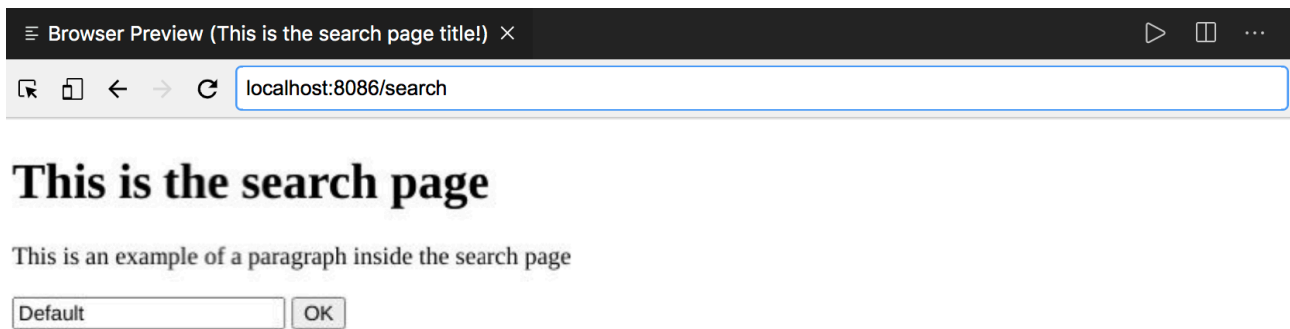 Browser Preview (This is the search page title!)
localhost:8086/search
This is the search page
This is an example of a paragraph inside the search page
Default OK